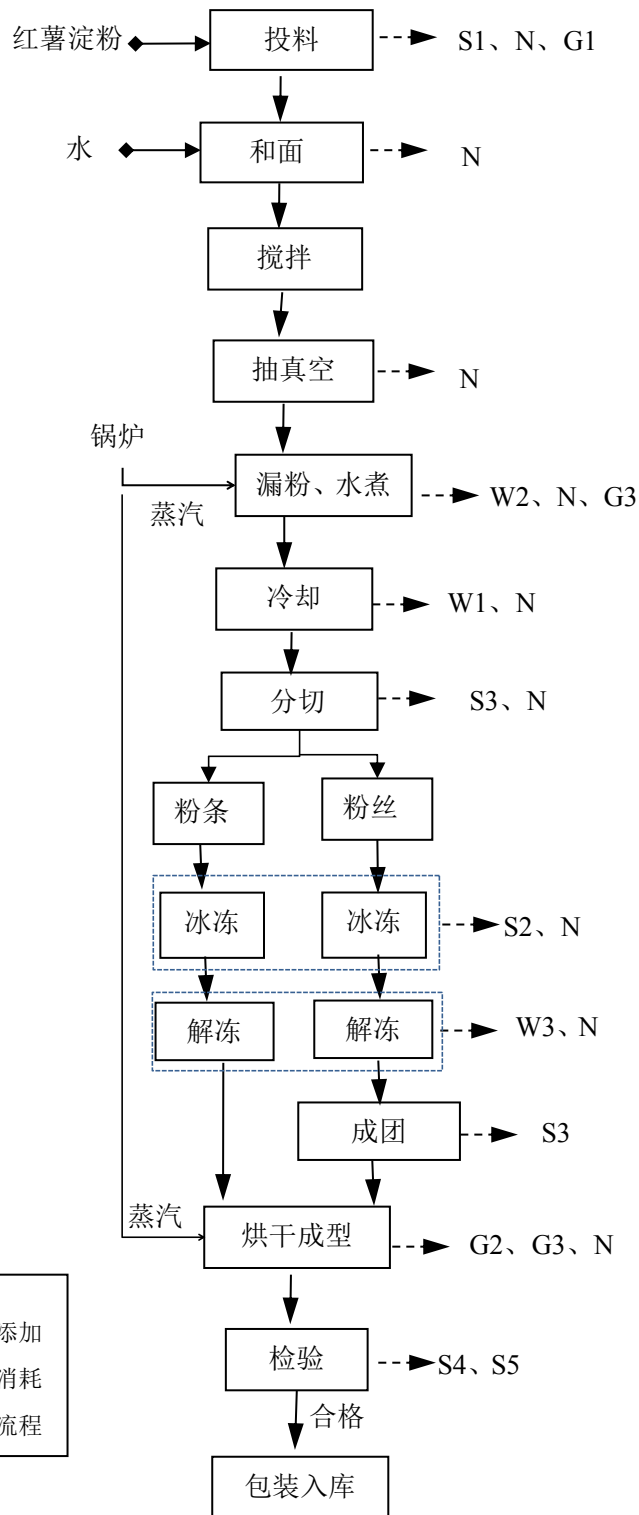 红薯淀粉
投料
S1、N、G1
水
和面
N
搅拌
抽真空
N
锅炉
蒸汽
漏粉、水煮
W2、N、G3
冷却
W1、N
分切
S3、N
粉条
粉丝
冰冻
冰冻
S2、N
解冻
解冻
W3、N
成团
S3
蒸汽
烘干成型
G2、G3、N
添加
消耗
流程
检验
S4、S5
合格
包装入库